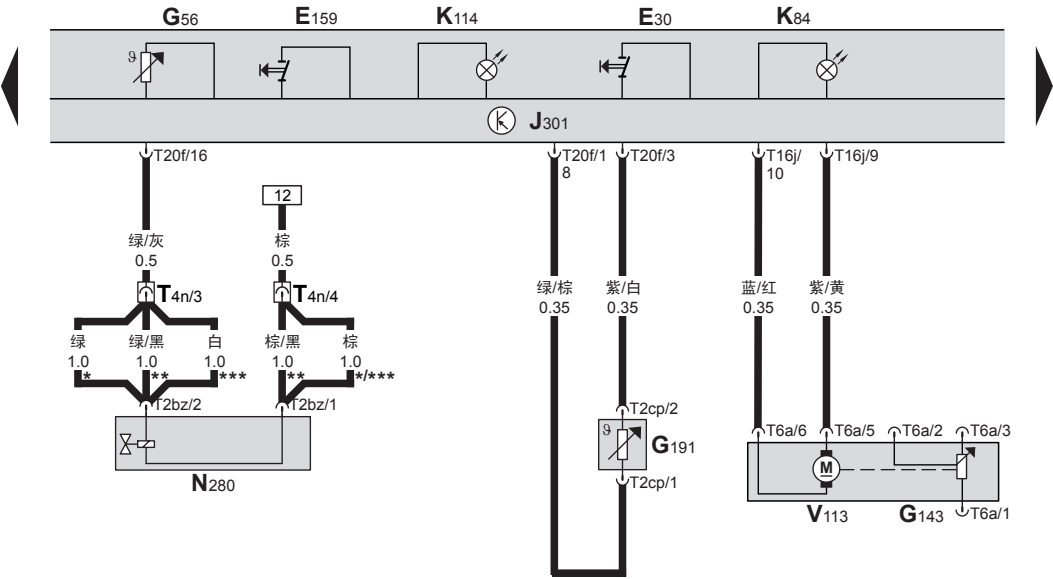 G56 E159 K114 E30 K84
ϑ
J301
T20f/16 T20f/1 T20f/3 T16j/ T16j/9
8 10
12
绿/灰 棕
0.5 0.5
绿/棕 紫/白 蓝/红 紫/黄
0.35 0.35 0.35 0.35
T4n/3 T4n/4
绿 绿/黑 白 棕/黑 棕
1.0 1.0 1.0 1.0 1.0
* ** *** ** */***
T2bz/2 T2bz/1 T2cp/2
T6a/6 T6a/5 T6a/2 T6a/3
ϑ G191
M
N280 T2cp/1
V113 G143 T6a/1